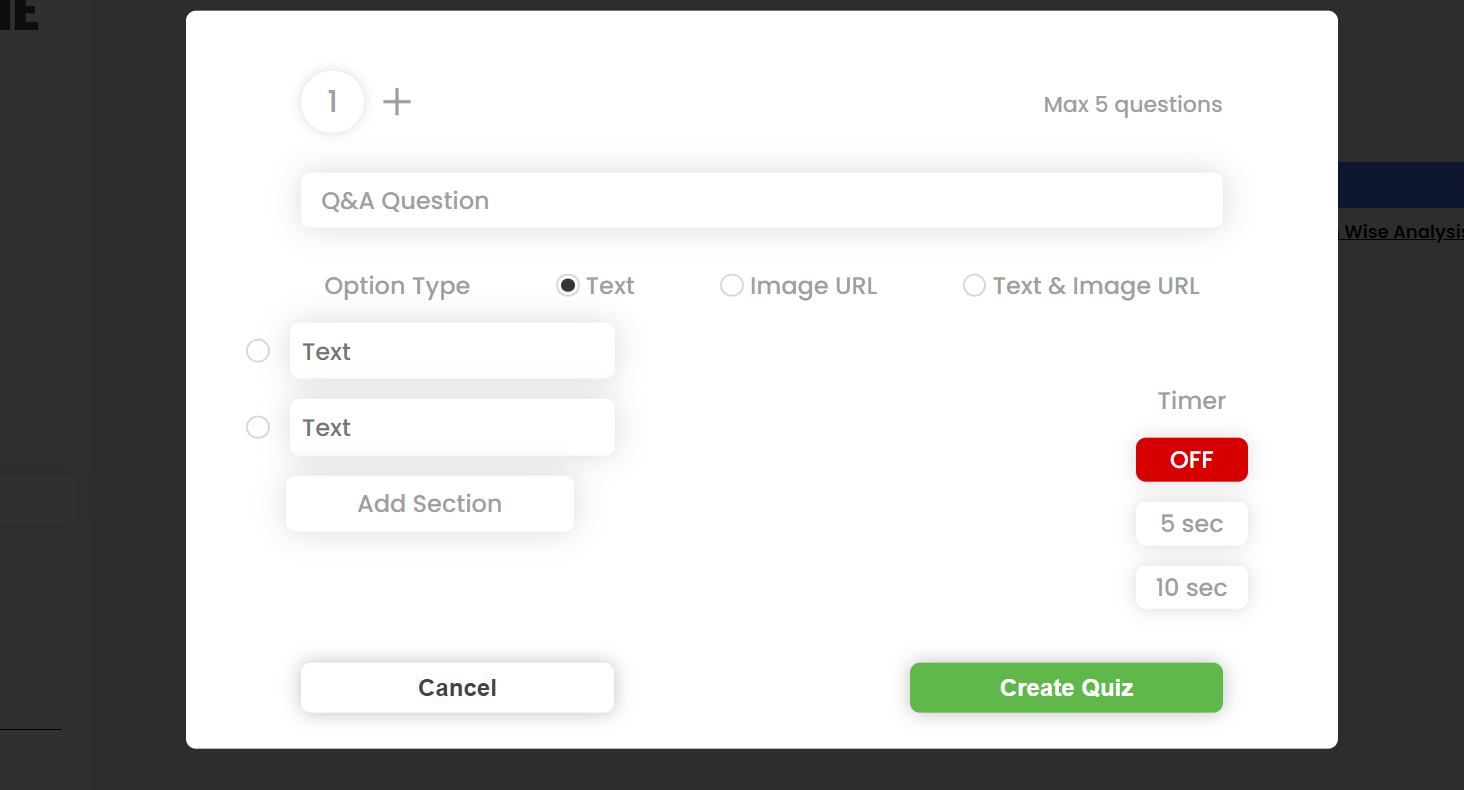 1 +
Max 5 questions
Q&A Question
Option Type Text Image URL Text & Image URL
Text
Text
Add Section
Timer
OFF
5 sec
10 sec
Cancel
Create Quiz
Wise Analysis